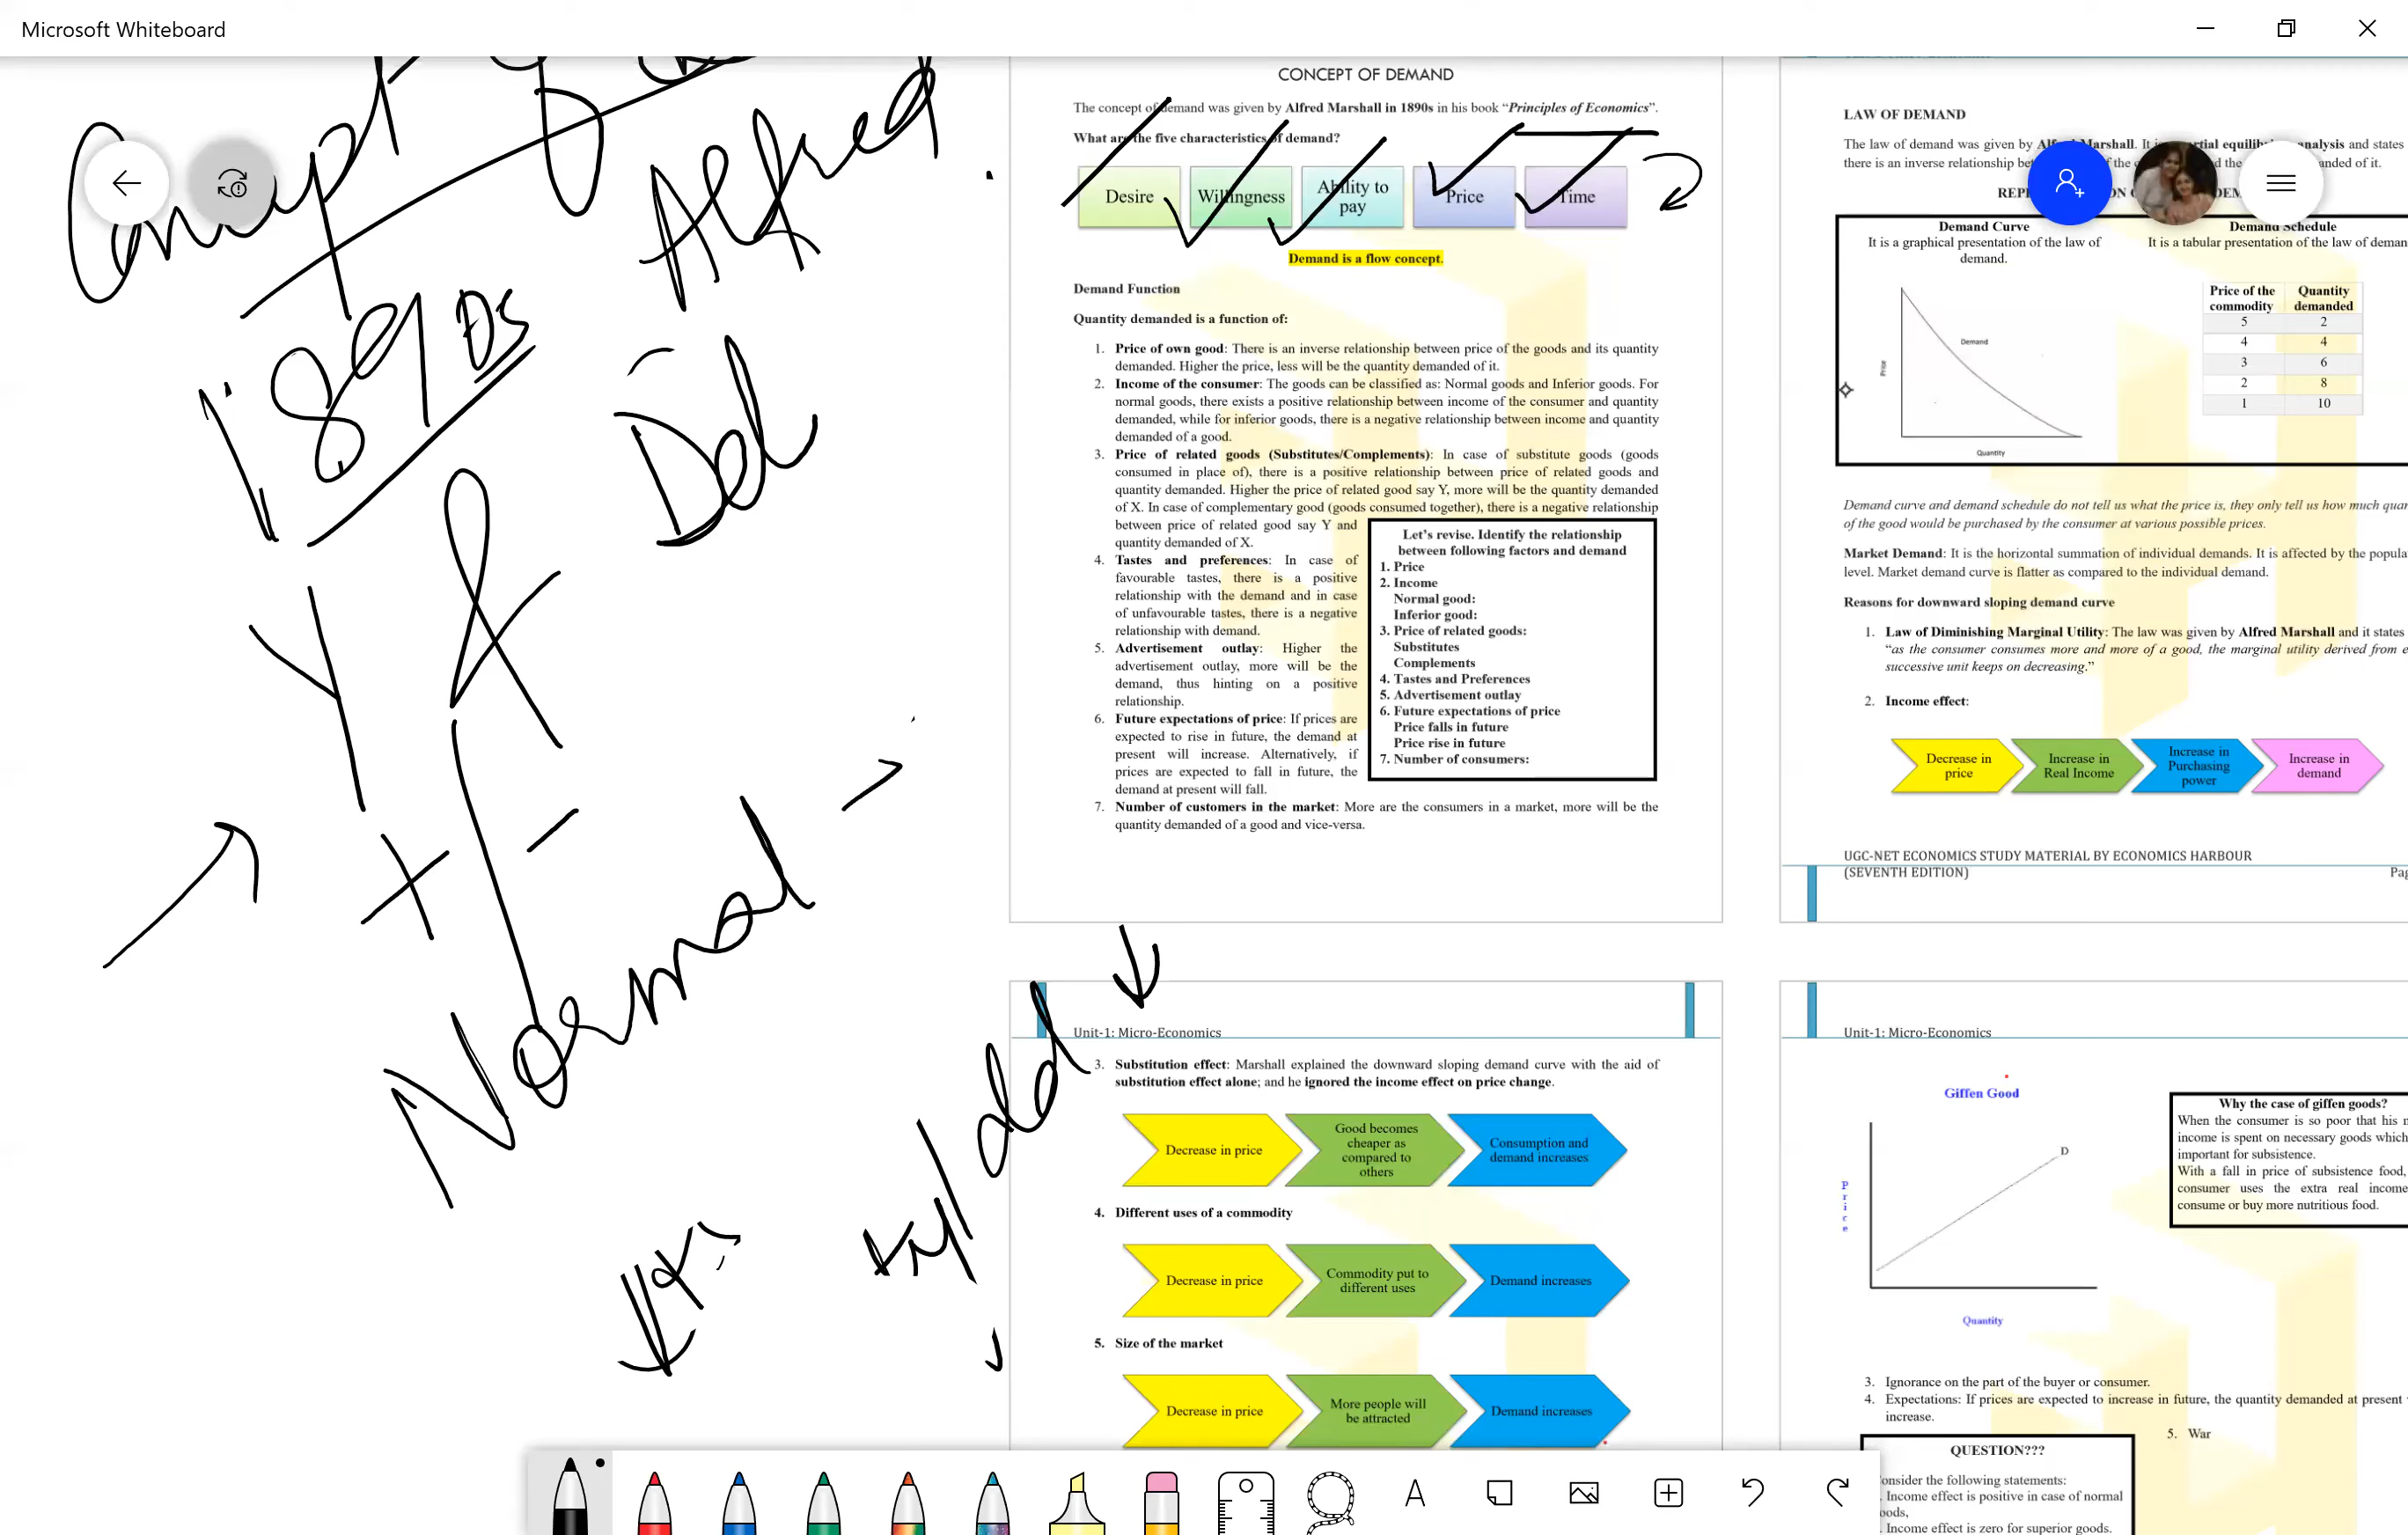 Microsoft Whiteboard
Concept of
Alfred
1890s
Dd
Y &
+ -
Normal
CONCEPT OF DEMAND
The concept of demand was given by Alfred Marshall in 1890s in his book “Principles of Economics”.
What are the five characteristics of demand?
Desire
Willingness
Ability to pay
Price
Time
Demand is a flow concept.
Demand Function
Quantity demanded is a function of:
1. Price of own good: There is an inverse relationship between price of the goods and its quantity
demanded. Higher the price, less will be the quantity demanded of it.
2. Income of the consumer: The goods can be classified as: Normal goods and Inferior goods. For
normal goods, there exists a positive relationship between income of the consumer and quantity
demanded, while for inferior goods, there is a negative relationship between income and quantity
demanded of a good.
3. Price of related goods (Substitutes/Complements): In case of substitute goods (goods
consumed in place of), there is a positive relationship between price of related goods and
quantity demanded. Higher the price of related good say Y, more will be the quantity demanded
of X. In case of complementary good (goods consumed together), there is a negative relationship
between price of related good say Y and
quantity demanded of X.
4. Tastes and preferences: In case of
favourable tastes, there is a positive
relationship with the demand and in case
of unfavourable tastes, there is a negative
relationship with demand.
5. Advertisement outlay: Higher the
advertisement outlay, more will be the
demand, thus hinting on a positive
relationship.
6. Future expectations of price: If prices are
expected to rise in future, the demand at
present will increase. Alternatively, if
prices are expected to fall in future, the
demand at present will fall.
7. Number of customers in the market: More are the consumers in a market, more will be the
quantity demanded of a good and vice-versa.
Let’s revise. Identify the relationship
between following factors and demand
1. Price
2. Income
Normal good:
Inferior good:
3. Price of related goods:
Substitutes
Complements
4. Tastes and Preferences
5. Advertisement outlay
6. Future expectations of price
Price falls in future
Price rise in future
7. Number of consumers:
LAW OF DEMAND
The law of demand was given by Alfred Marshall. It is partial equilibrium analysis and states
there is an inverse relationship
Demand Curve
It is a graphical presentation of the law of
demand.
Price
Demand
Quantity
Demand Schedule
It is a tabular presentation of the law of deman
Price of the commodity Quantity demanded
5 2
4 4
3 6
2 8
1 10
Demand curve and demand schedule do not tell us what the price is, they only tell us how much quan
of the good would be purchased by the consumer at various possible prices.
Market Demand: It is the horizontal summation of individual demands. It is affected by the popula
level. Market demand curve is flatter as compared to the individual demand.
Reasons for downward sloping demand curve
1. Law of Diminishing Marginal Utility: The law was given by Alfred Marshall and it states
“as the consumer consumes more and more of a good, the marginal utility derived from e
successive unit keeps on decreasing.”
2. Income effect:
Decrease in price
Increase in Real Income
Increase in Purchasing power
Increase in demand
UGC-NET ECONOMICS STUDY MATERIAL BY ECONOMICS HARBOUR
(SEVENTH EDITION)
Pag
Unit-1: Micro-Economics
3. Substitution effect: Marshall explained the downward sloping demand curve with the aid of
substitution effect alone; and he ignored the income effect on price change.
Decrease in price
Good becomes cheaper as compared to others
Consumption and demand increases
4. Different uses of a commodity
Decrease in price
Commodity put to different uses
Demand increases
5. Size of the market
Decrease in price
More people will be attracted
Demand increases
Unit-1: Micro-Economics
Giffen Good
Price
D
Quantity
Why the case of giffen goods?
When the consumer is so poor that his m
income is spent on necessary goods which
important for subsistence.
With a fall in price of subsistence food,
consumer uses the extra real income
consume or buy more nutritious food.
3. Ignorance on the part of the buyer or consumer.
4. Expectations: If prices are expected to increase in future, the quantity demanded at present
increase.
5. War
QUESTION???
onsider the following statements:
. Income effect is positive in case of normal
oods,
. Income effect is zero for superior goods.